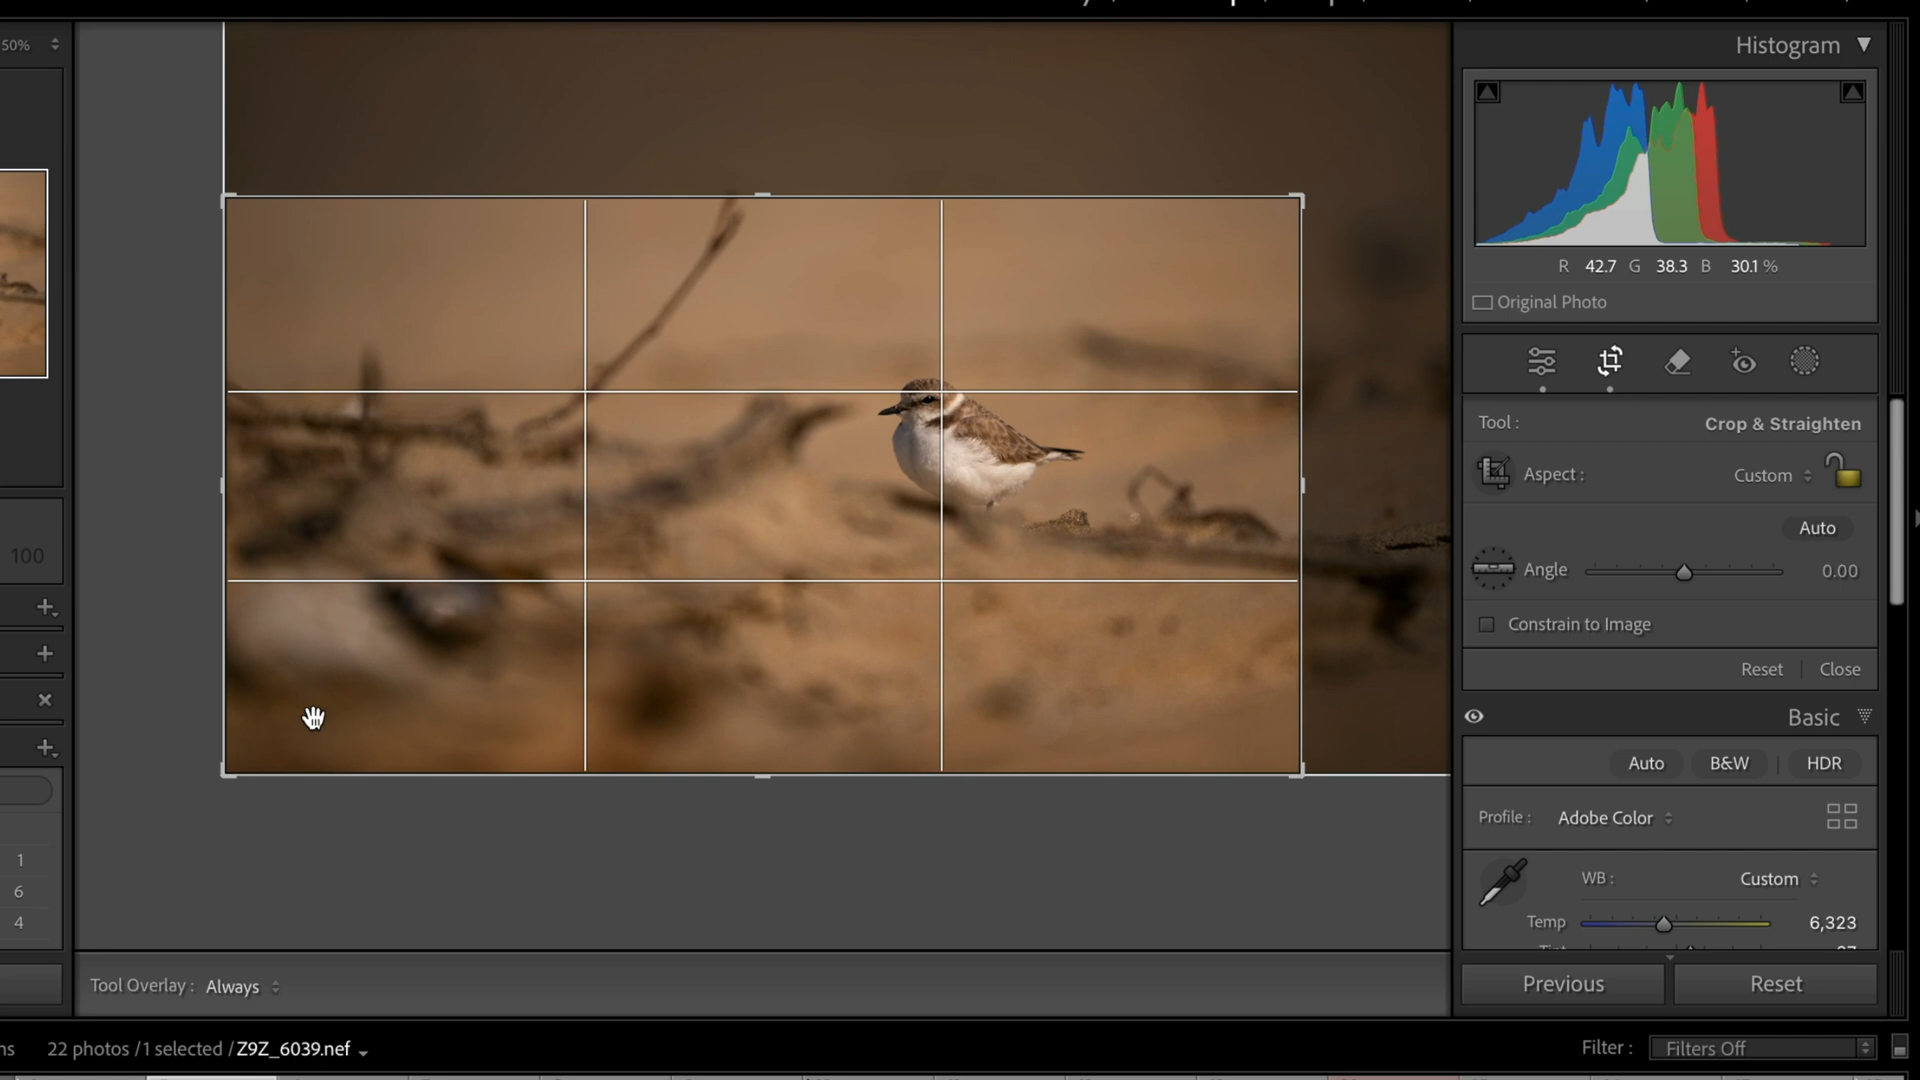 50%
Histogram
R 42.7 G 38.3 B 30.1 %
Original Photo
Tool : Crop & Straighten
Aspect : Custom
Auto
100
Angle 0.00
Constrain to Image
Reset Close
Basic
Auto B&W HDR
Profile : Adobe Color
1
WB : Custom
6
Temp 6,323
4
Tool Overlay : Always
Previous Reset
22 photos / 1 selected / Z9Z_6039.nef
Filter : Filters Off